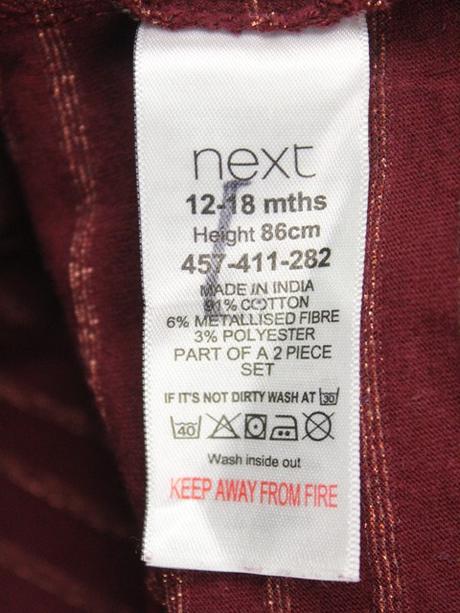 next
12-18 mths
Height 86cm
457-411-282
MADE IN INDIA
91% COTTON
6% METALLISED FIBRE
3% POLYESTER
PART OF A 2 PIECE
SET
IF IT'S NOT DIRTY WASH AT 30
40
Wash inside out
KEEP AWAY FROM FIRE